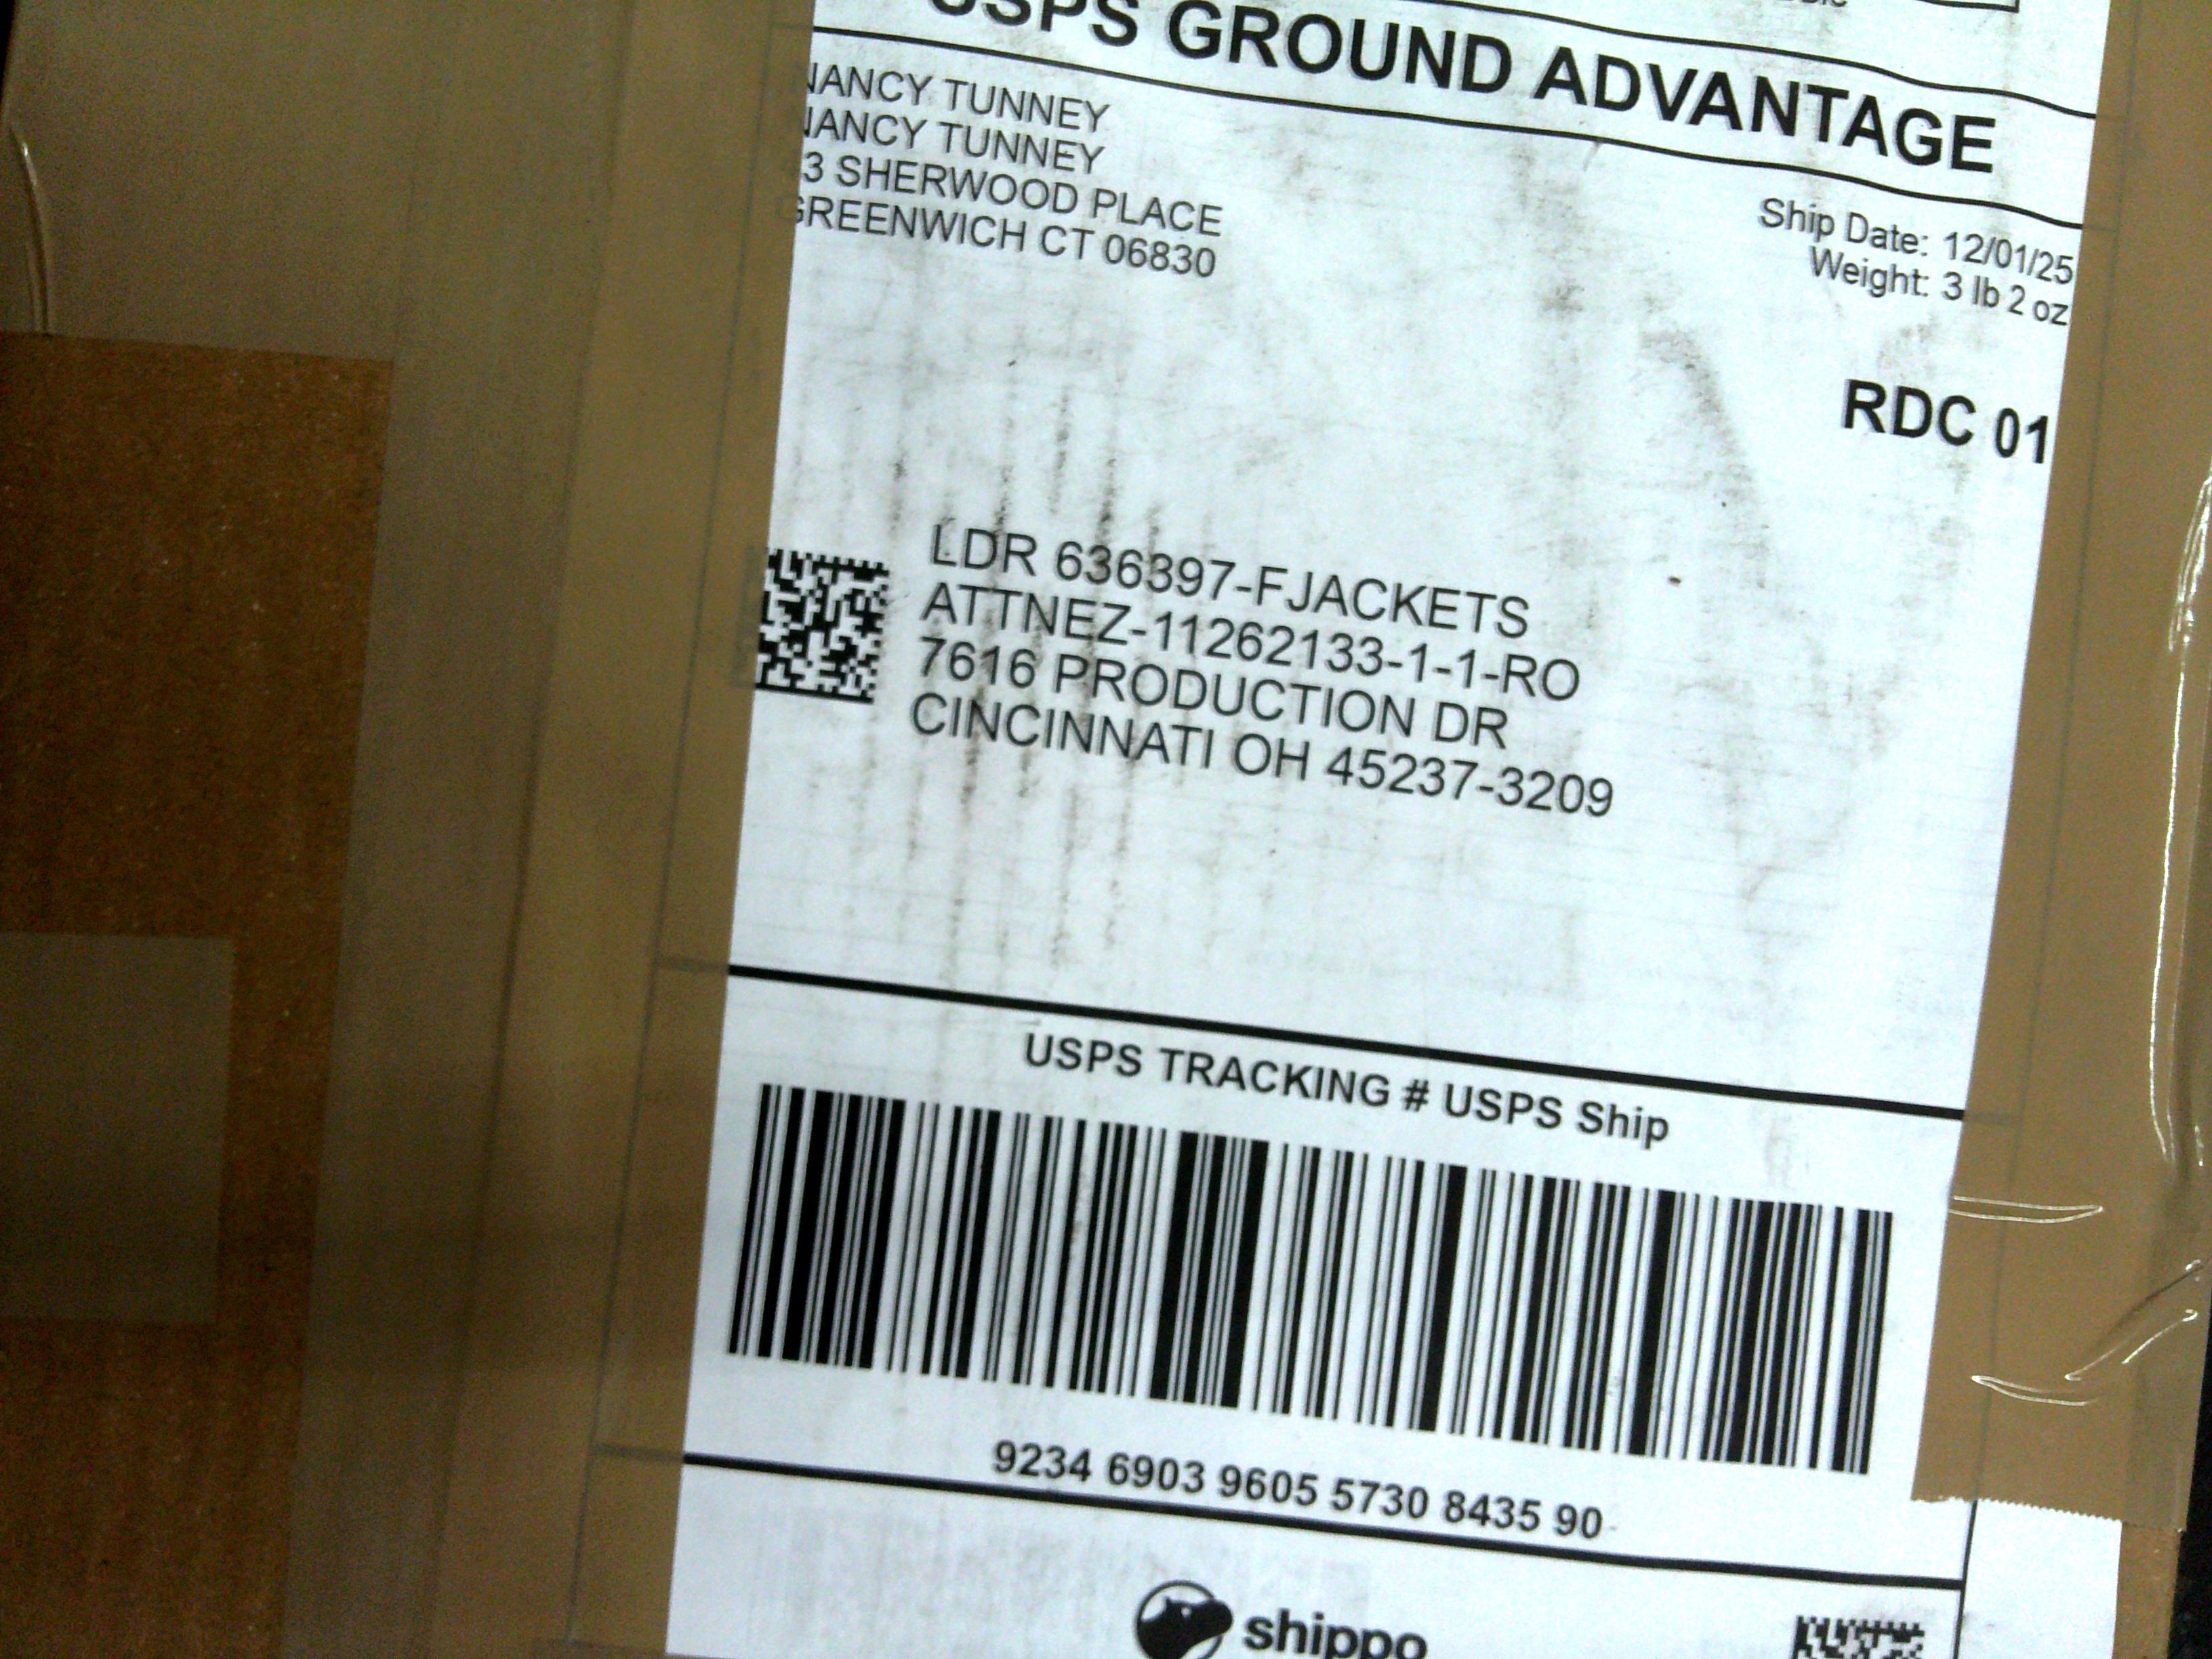 USPS GROUND ADVANTAGE
NANCY TUNNEY
NANCY TUNNEY
3 SHERWOOD PLACE
GREENWICH CT 06830
Ship Date: 12/01/25
Weight: 3 lb 2 oz
RDC 01
LDR 636397-FJACKETS
ATTNEZ-11262133-1-1-RO
7616 PRODUCTION DR
CINCINNATI OH 45237-3209
USPS TRACKING # USPS Ship
9234 6903 9605 5730 8435 90
shippo